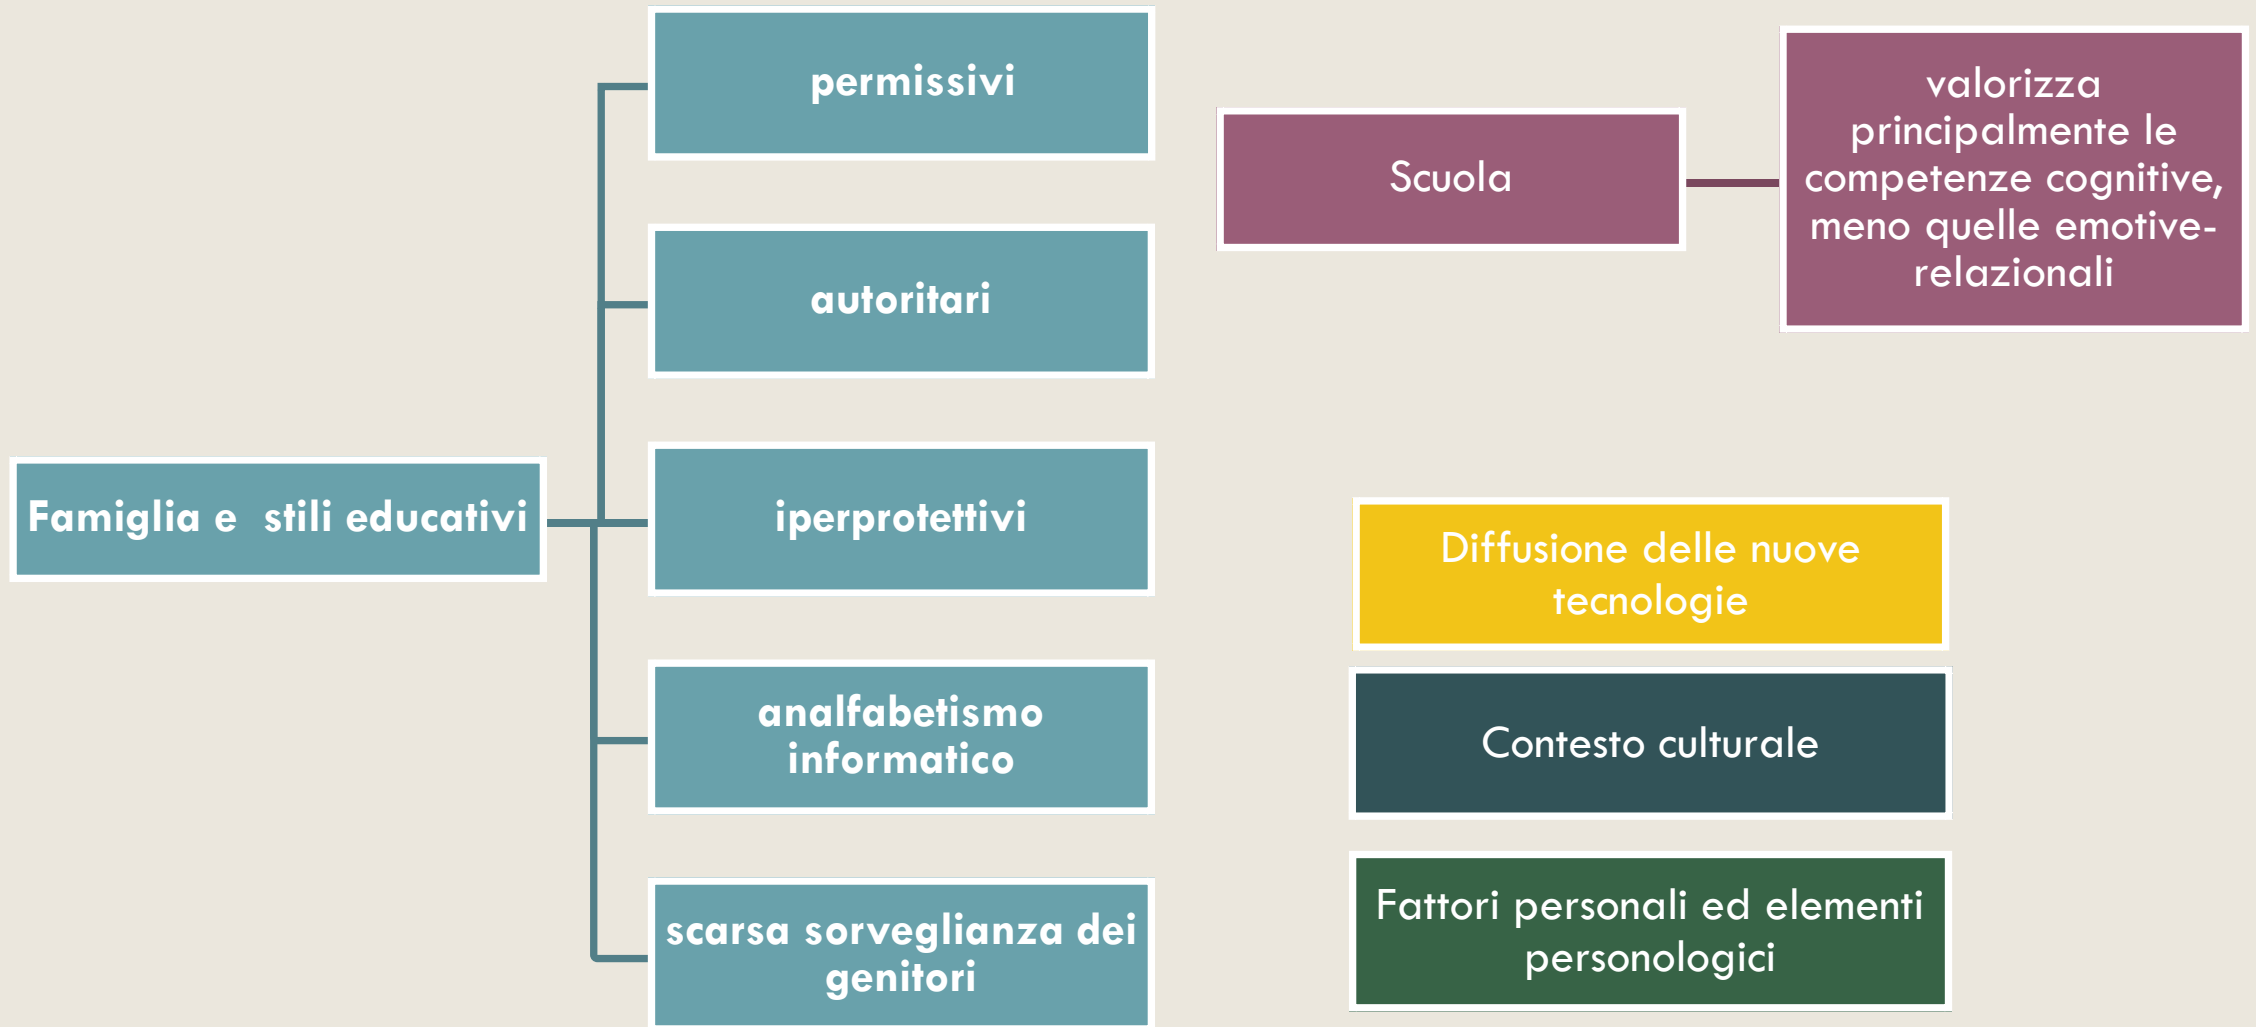 Famiglia e stili educativi
permissivi
autoritari
iperprotettivi
analfabetismo
informatico
scarsa sorveglianza dei
genitori
Scuola
valorizza
principalmente le
competenze cognitive,
meno quelle emotive-
relazionali
Diffusione delle nuove
tecnologie
Contesto culturale
Fattori personali ed elementi
personologici